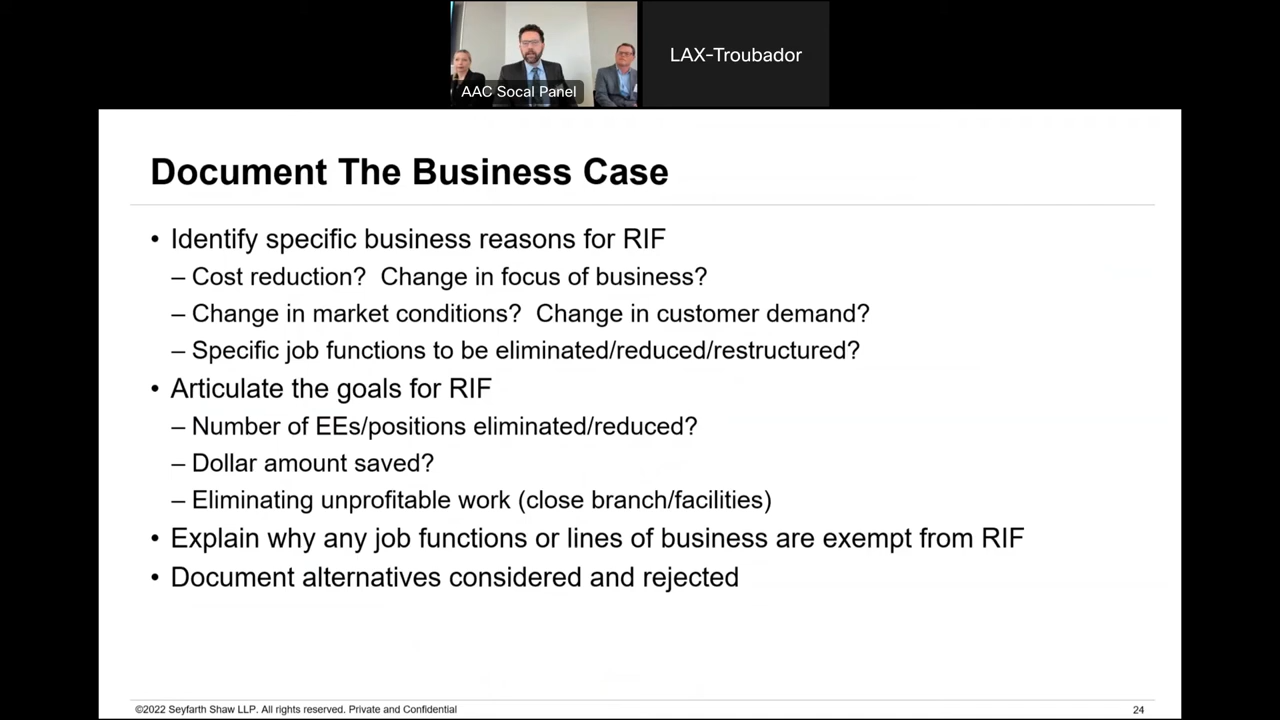 LAX-Troubador
AAC Socal Panel
Document The Business Case
• Identify specific business reasons for RIF
– Cost reduction?  Change in focus of business?
– Change in market conditions?  Change in customer demand?
– Specific job functions to be eliminated/reduced/restructured?
• Articulate the goals for RIF
– Number of EEs/positions eliminated/reduced?
– Dollar amount saved?
– Eliminating unprofitable work (close branch/facilities)
• Explain why any job functions or lines of business are exempt from RIF
• Document alternatives considered and rejected
©2022 Seyfarth Shaw LLP. All rights reserved. Private and Confidential
24